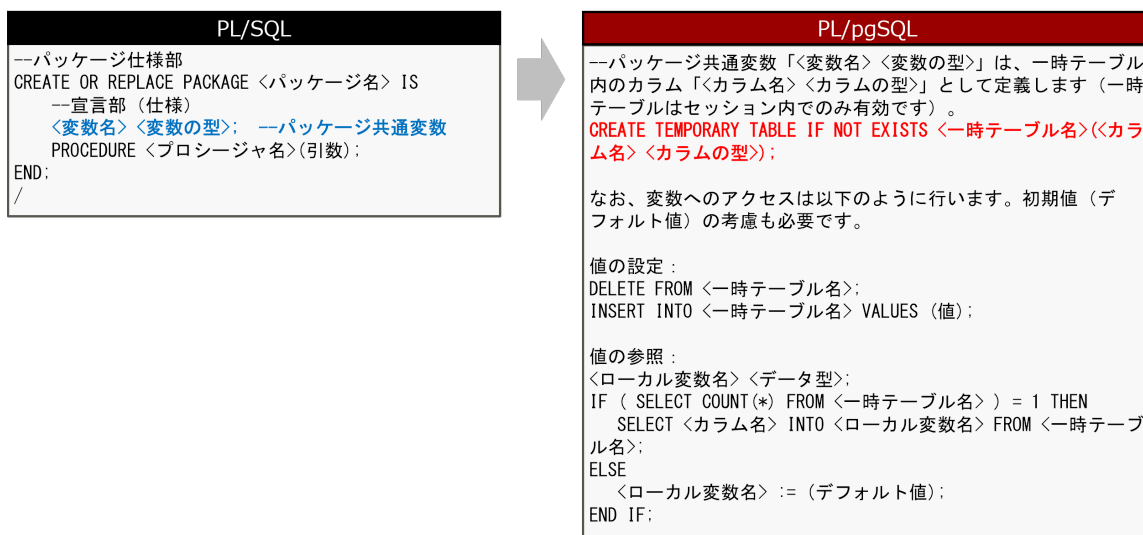 PL/SQL
--パッケージ仕様部
CREATE OR REPLACE PACKAGE <パッケージ名> IS
--宣言部（仕様）
<変数名> <変数の型>; --パッケージ共通変数
PROCEDURE <プロシージャ名>(引数);
END;
/
PL/pgSQL
--パッケージ共通変数「<変数名> <変数の型>」は、一時テーブル
内のカラム「<カラム名> <カラムの型>」として定義します（一時
テーブルはセッション内でのみ有効です）。
CREATE TEMPORARY TABLE IF NOT EXISTS <一時テーブル名>(<カラ
ム名> <カラムの型>);
なお、変数へのアクセスは以下のように行います。初期値（デ
フォルト値）の考慮も必要です。
値の設定：
DELETE FROM <一時テーブル名>;
INSERT INTO <一時テーブル名> VALUES (値);
値の参照：
<ローカル変数名> <データ型>;
IF ( SELECT COUNT(*) FROM <一時テーブル名> ) = 1 THEN
SELECT <カラム名> INTO <ローカル変数名> FROM <一時テーブ
ル名>;
ELSE
<ローカル変数名> := (デフォルト値);
END IF;